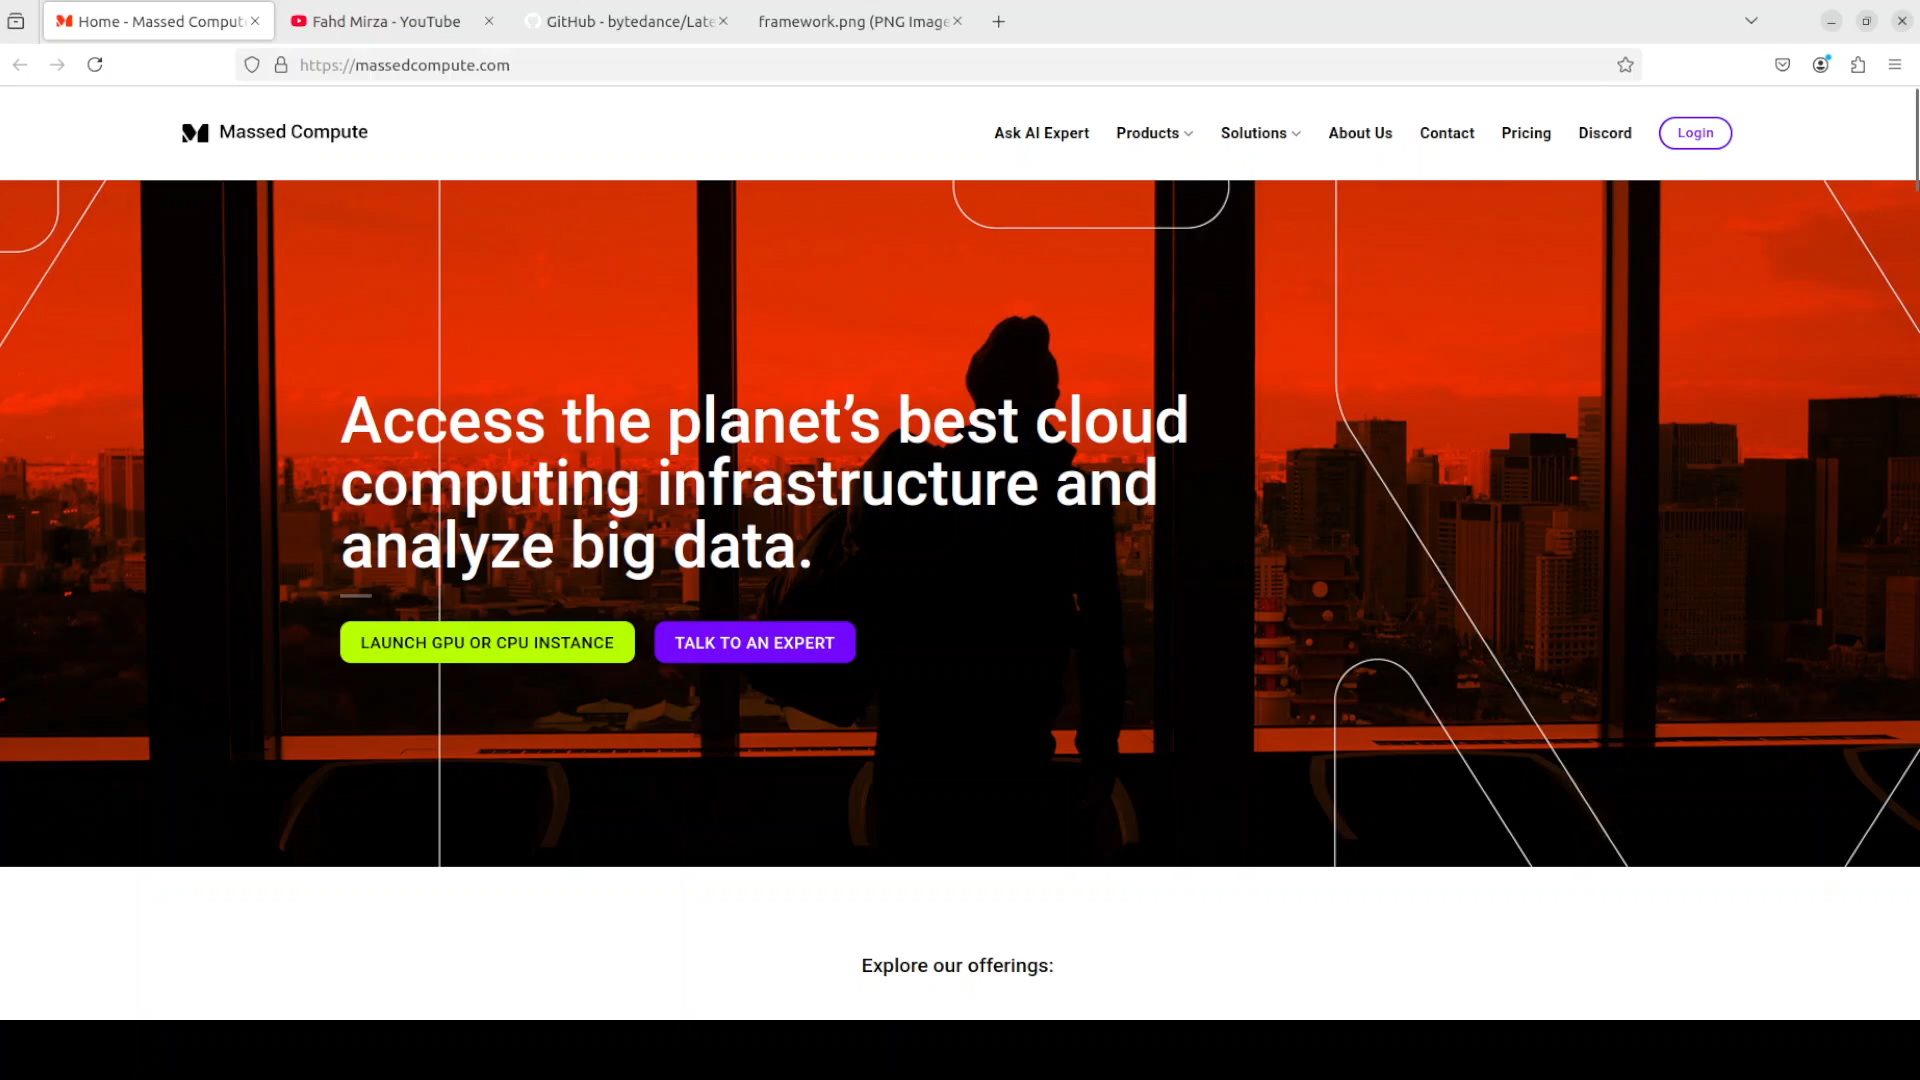 Home - Massed Comput
Fahd Mirza - YouTube
GitHub - bytedance/Late
framework.png (PNG Image
https://massedcompute.com
Massed Compute
Ask AI Expert
Products
Solutions
About Us
Contact
Pricing
Discord
Login
Access the planet’s best cloud
computing infrastructure and
analyze big data.
LAUNCH GPU OR CPU INSTANCE
TALK TO AN EXPERT
Explore our offerings: